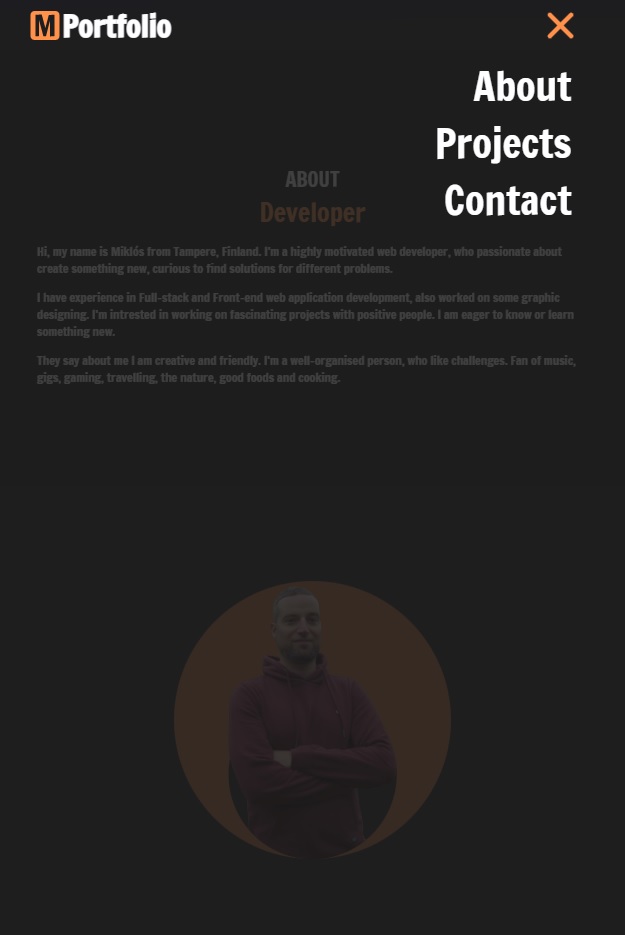 M Portfolio
About
Projects
Contact
ABOUT
Developer
Hi, my name is Miklós from Tampere, Finland. I'm a highly motivated web developer, who passionate about
create something new, curious to find solutions for different problems.
I have experience in Full-stack and Front-end web application development, also worked on some graphic
designing. I'm intrested in working on fascinating projects with positive people. I am eager to know or learn
something new.
They say about me I am creative and friendly. I'm a well-organised person, who like challenges. Fan of music,
gigs, gaming, travelling, the nature, good foods and cooking.